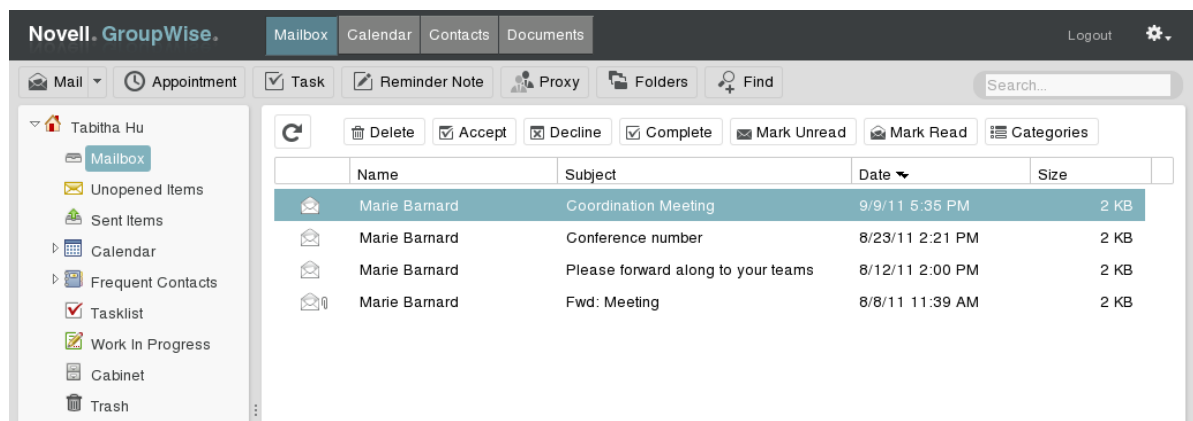 Novell. GroupWise. Mailbox Calendar Contacts Documents Logout
Mail Appointment Task Reminder Note Proxy Folders Find Search...
Tabitha Hu
Mailbox
Unopened Items
Sent Items
Calendar
Frequent Contacts
Tasklist
Work In Progress
Cabinet
Trash
Delete Accept Decline Complete Mark Unread Mark Read Categories
Name Subject Date Size
Marie Barnard Coordination Meeting 9/9/11 5:35 PM 2 KB
Marie Barnard Conference number 8/23/11 2:21 PM 2 KB
Marie Barnard Please forward along to your teams 8/12/11 2:00 PM 2 KB
Marie Barnard Fwd: Meeting 8/8/11 11:39 AM 2 KB